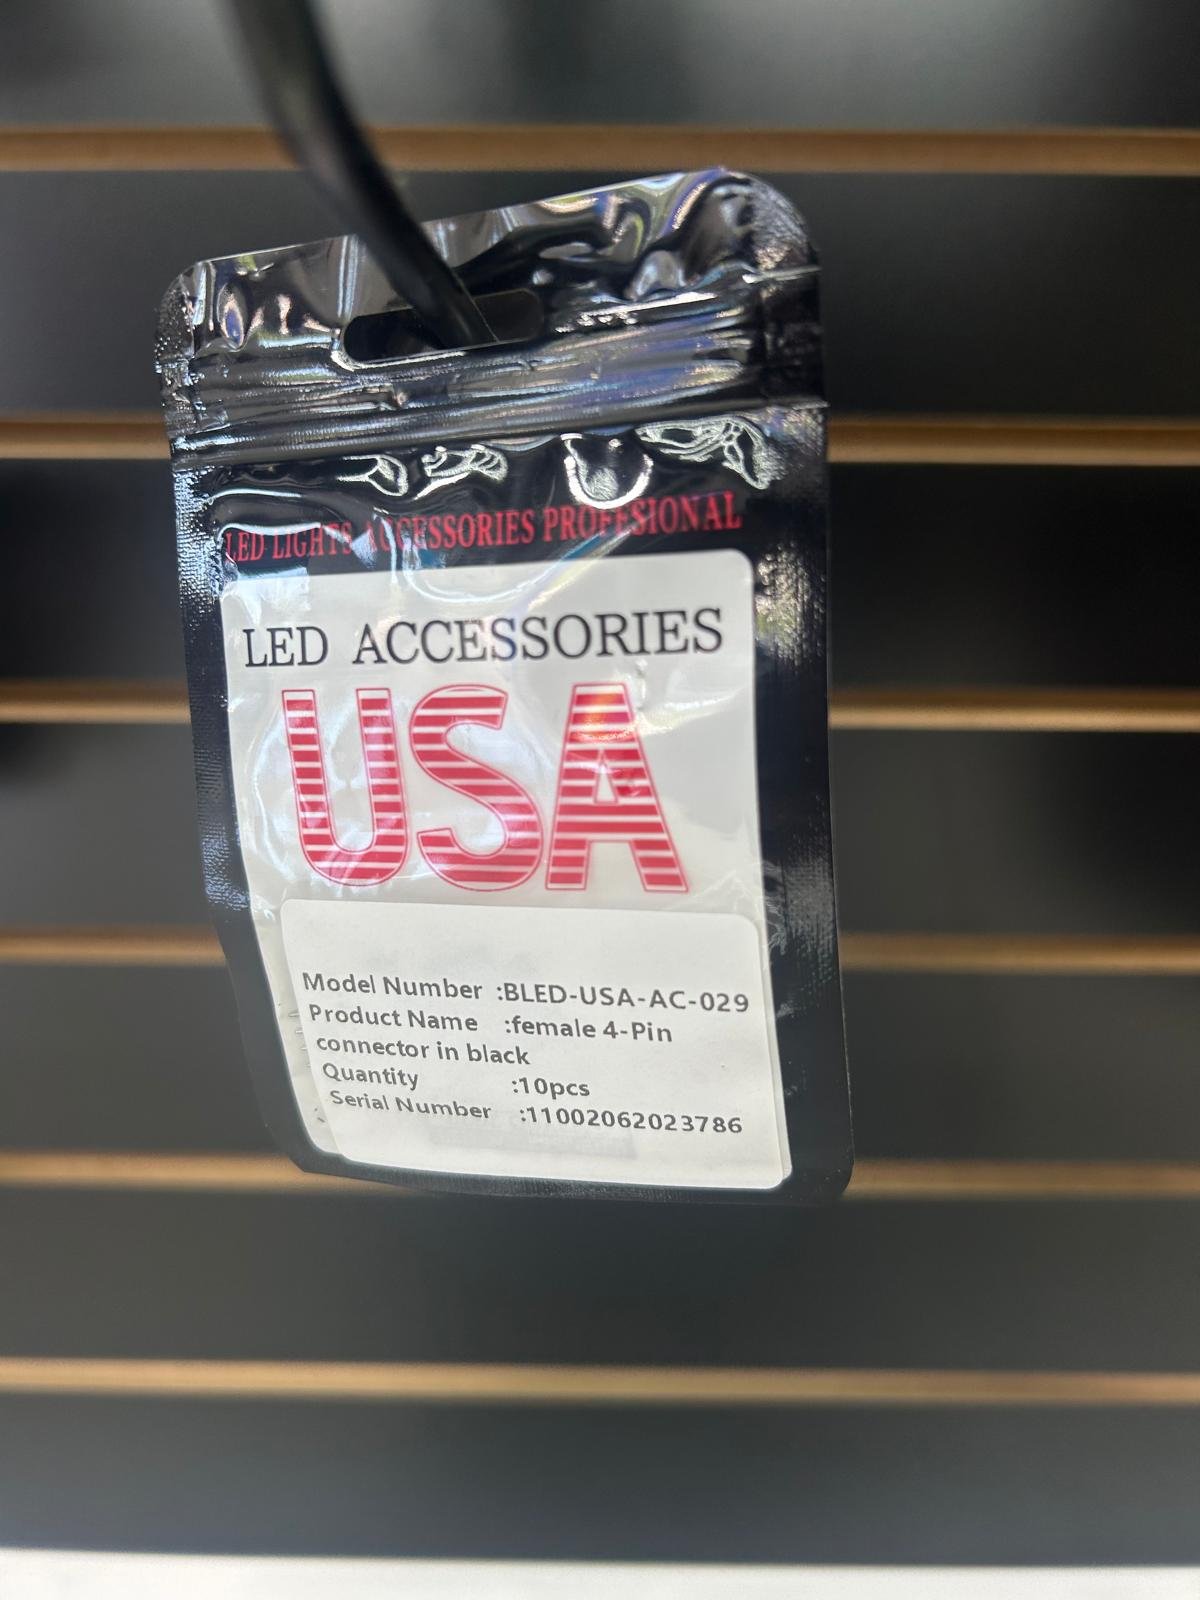 LED LIGHTS ACCESSORIES PROFESIONAL
LED ACCESSORIES
USA
Model Number :BLED-USA-AC-029
Product Name :female 4-Pin
connector in black
Quantity :10pcs
Serial Number :11002062023786